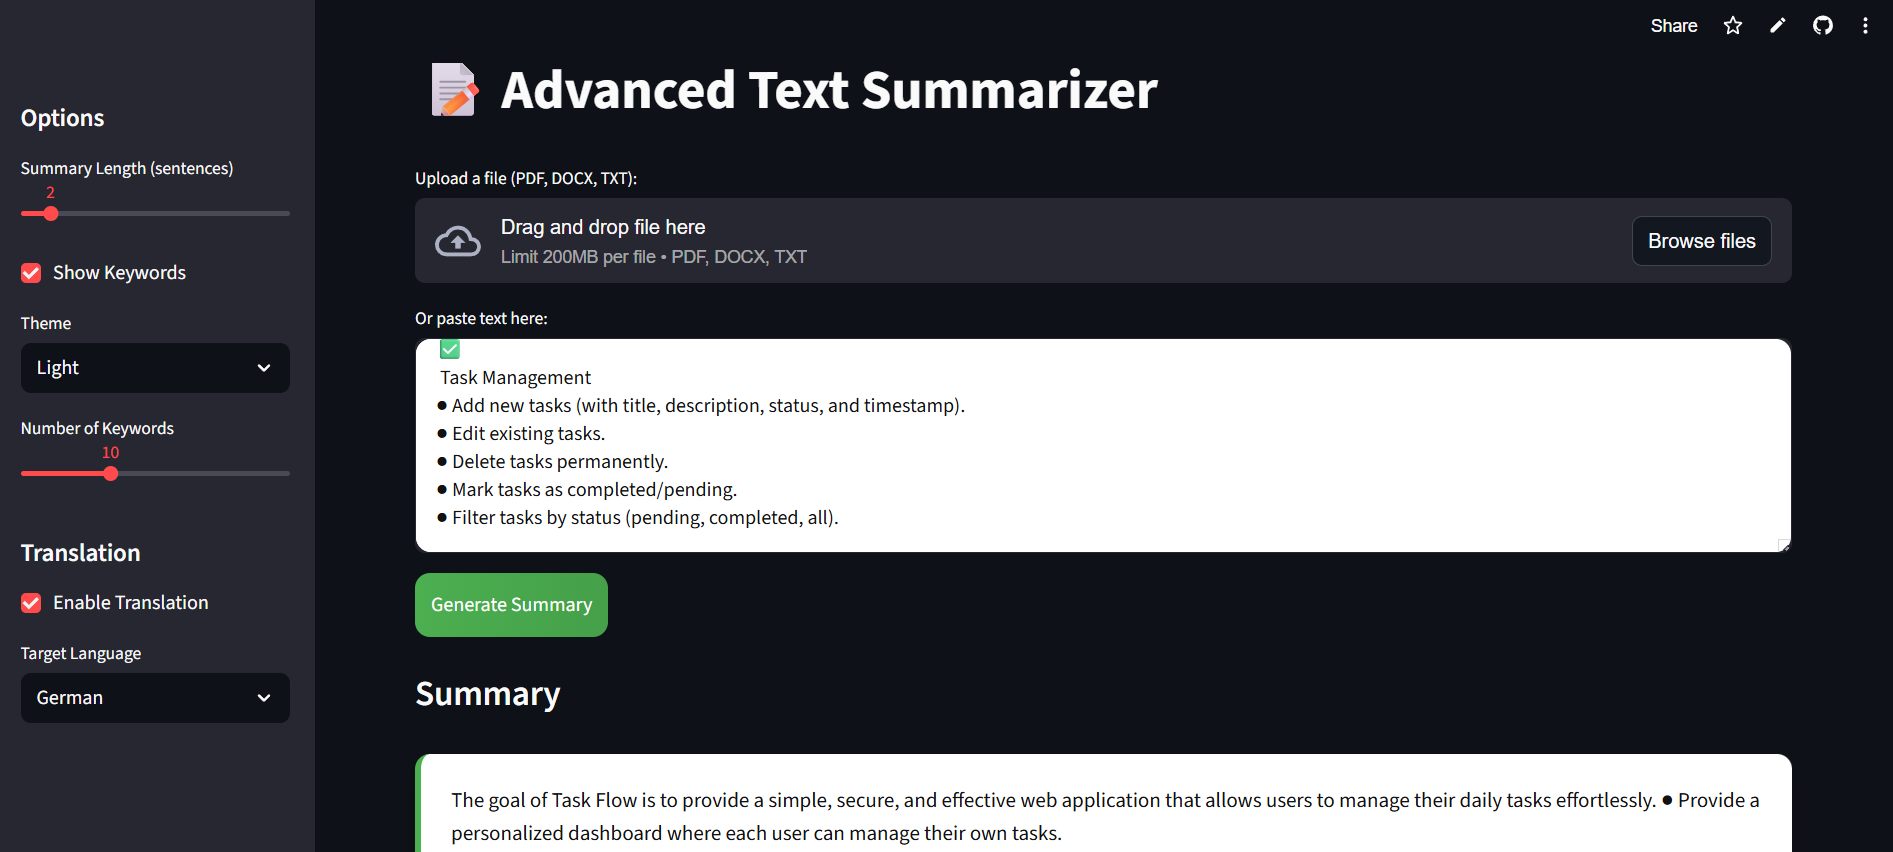 Share
Advanced Text Summarizer
Options
Summary Length (sentences)
2
Show Keywords
Theme
Light
Number of Keywords
10
Translation
Enable Translation
Target Language
German
Upload a file (PDF, DOCX, TXT):
Drag and drop file here
Limit 200MB per file • PDF, DOCX, TXT
Browse files
Or paste text here:
✅
Task Management
● Add new tasks (with title, description, status, and timestamp).
● Edit existing tasks.
● Delete tasks permanently.
● Mark tasks as completed/pending.
● Filter tasks by status (pending, completed, all).
Generate Summary
Summary
The goal of Task Flow is to provide a simple, secure, and effective web application that allows users to manage their daily tasks effortlessly. ● Provide a
personalized dashboard where each user can manage their own tasks.